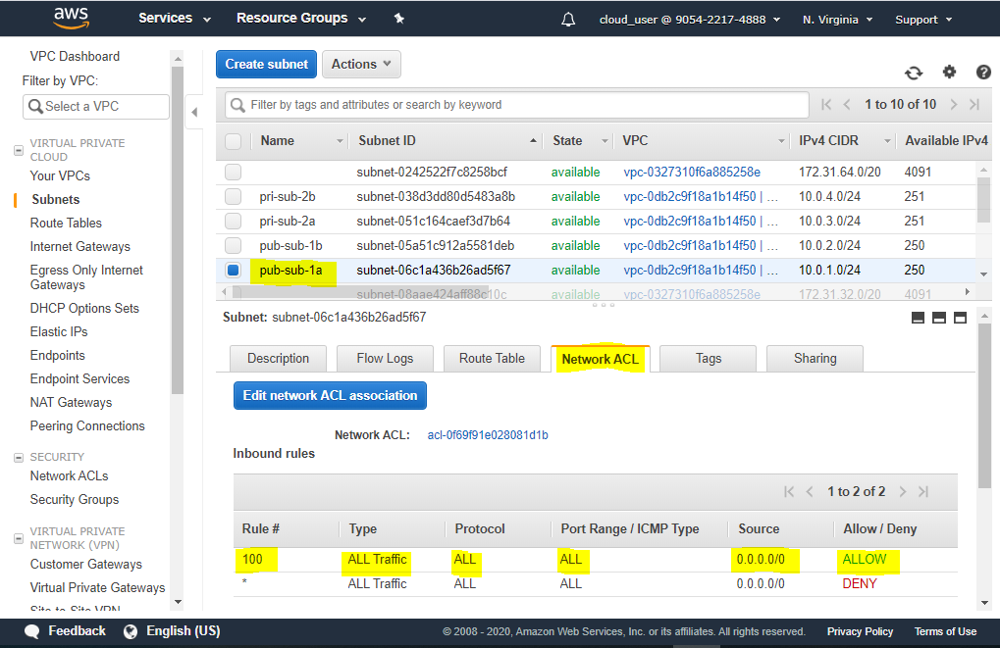 aws Services Resource Groups cloud_user @ 9054-2217-4888 N. Virginia Support
VPC Dashboard
Filter by VPC:
Select a VPC
VIRTUAL PRIVATE
CLOUD
Your VPCs
Subnets
Route Tables
Internet Gateways
Egress Only Internet
Gateways
DHCP Options Sets
Elastic IPs
Endpoints
Endpoint Services
NAT Gateways
Peering Connections
SECURITY
Network ACLs
Security Groups
VIRTUAL PRIVATE
NETWORK (VPN)
Customer Gateways
Virtual Private Gateways
Site-to-Site VPN
Create subnet Actions
Filter by tags and attributes or search by keyword 1 to 10 of 10
Name Subnet ID State VPC IPv4 CIDR Available IPv4
subnet-0242522f7c8258bcf available vpc-0327310f6a885258e 172.31.64.0/20 4091
pri-sub-2b subnet-038d3dd80d5483a8b available vpc-0db2c9f18a1b14f50 | ... 10.0.4.0/24 251
pri-sub-2a subnet-051c164caef3d7b64 available vpc-0db2c9f18a1b14f50 | ... 10.0.3.0/24 251
pub-sub-1b subnet-05a51c912a5581deb available vpc-0db2c9f18a1b14f50 | ... 10.0.2.0/24 250
pub-sub-1a subnet-06c1a436b26ad5f67 available vpc-0db2c9f18a1b14f50 | ... 10.0.1.0/24 250
subnet-08aae424aff88c10c available vpc-0327310f6a885258e 172.31.32.0/20 4091
Subnet: subnet-06c1a436b26ad5f67
Description Flow Logs Route Table Network ACL Tags Sharing
Edit network ACL association
Network ACL: acl-0f69f91e028081d1b
Inbound rules
1 to 2 of 2
Rule # Type Protocol Port Range / ICMP Type Source Allow / Deny
100 ALL Traffic ALL ALL 0.0.0.0/0 ALLOW
* ALL Traffic ALL ALL 0.0.0.0/0 DENY
Feedback English (US) © 2008 - 2020, Amazon Web Services, Inc. or its affiliates. All rights reserved. Privacy Policy Terms of Use